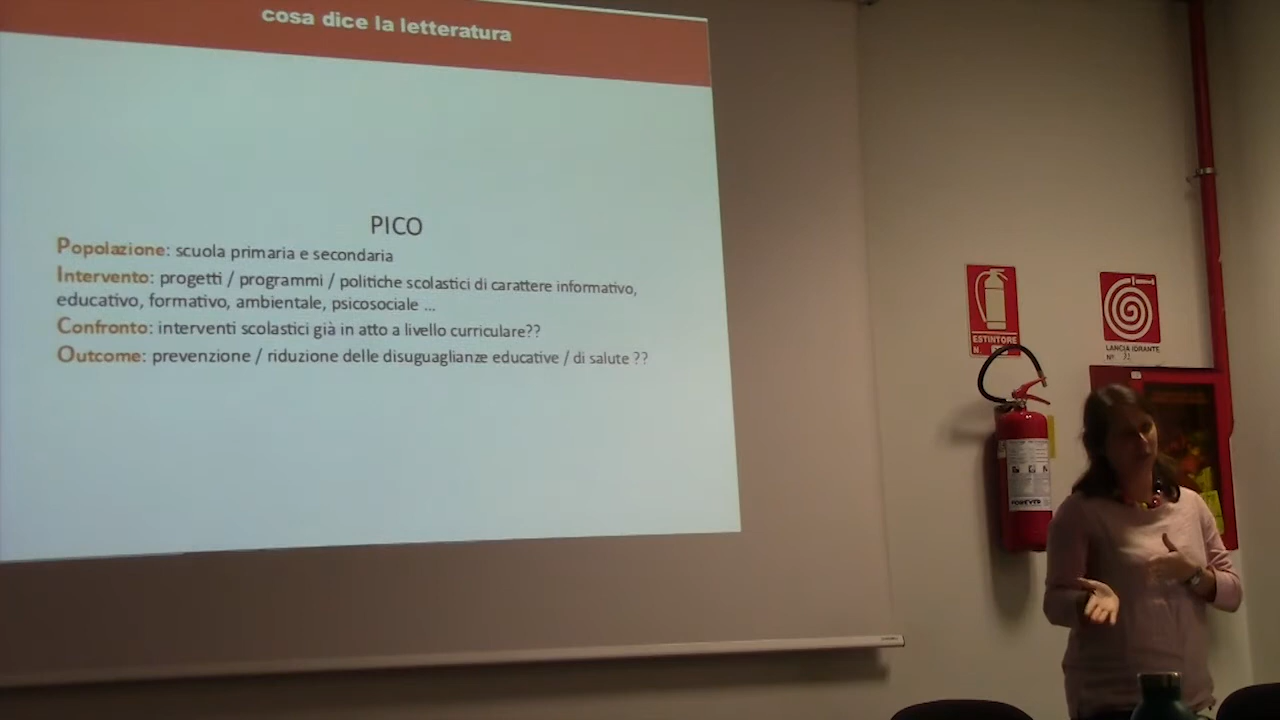 cosa dice la letteratura
PICO
Popolazione: scuola primaria e secondaria
Intervento: progetti / programmi / politiche scolastici di carattere informativo,
educativo, formativo, ambientale, psicosociale ...
Confronto: interventi scolastici già in atto a livello curriculare??
Outcome: prevenzione / riduzione delle disuguaglianze educative / di salute ??
ESTINTORE
N.
LANCIA IDRANTE
N°